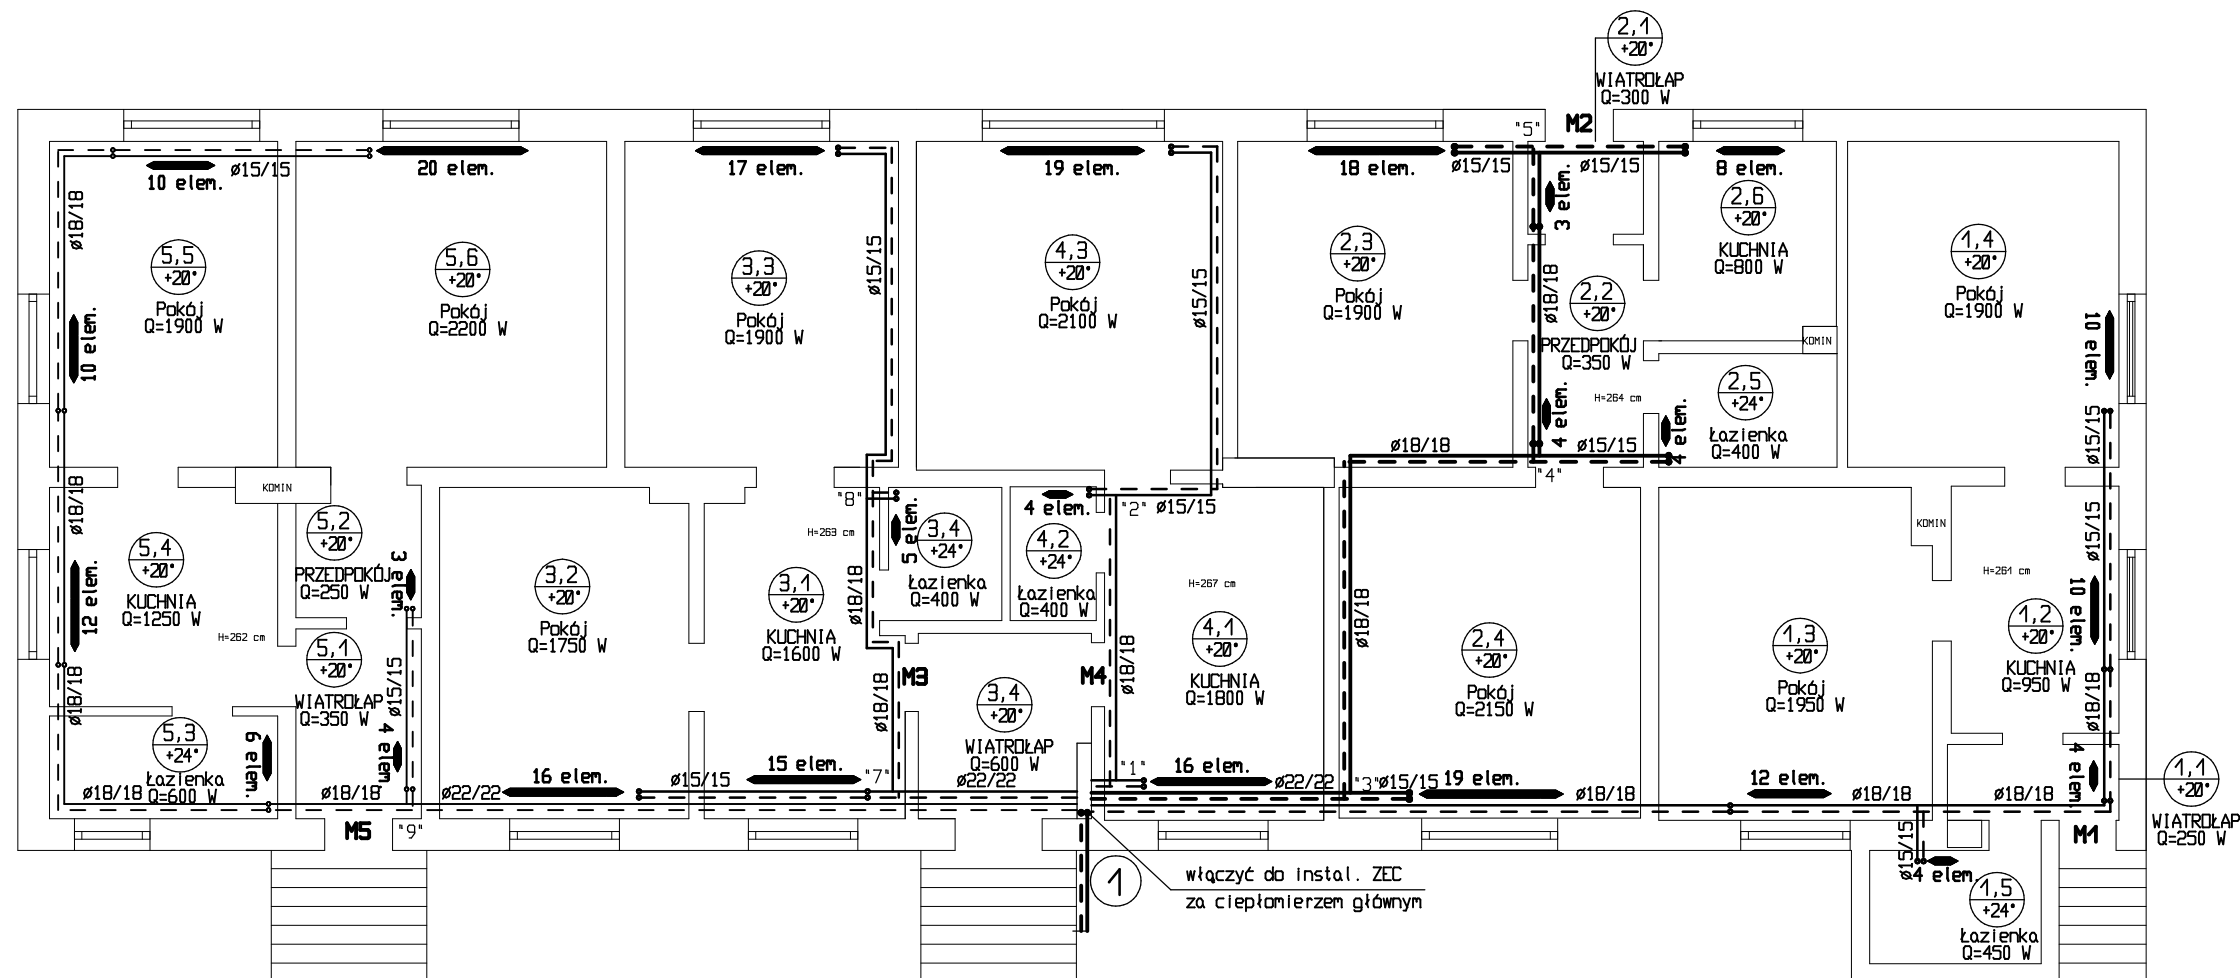 2,1
+20°
WIATROŁAP
Q=300 W
"5"
M2
10 elem.
ø15/15
20 elem.
17 elem.
19 elem.
18 elem.
ø15/15
ø15/15
8 elem.
ø18/18
3 elem.
5,5
+20°
Pokój
Q=1900 W
5,6
+20°
Pokój
Q=2200 W
3,3
+20°
Pokój
Q=1900 W
ø15/15
4,3
+20°
Pokój
Q=2100 W
ø15/15
2,3
+20°
Pokój
Q=1900 W
ø18/18
2,2
+20°
PRZEDPOKÓJ
Q=350 W
2,6
+20°
KUCHNIA
Q=800 W
1,4
+20°
Pokój
Q=1900 W
10 elem.
10 elem.
KOMIN
H=264 cm
2,5
+24°
Łazienka
Q=400 W
4 elem.
4 elem.
ø15/15
ø18/18
ø15/15
"4"
KOMIN
ø18/18
"8"
5 elem.
4 elem.
"2"
ø15/15
KOMIN
ø15/15
5,4
+20°
KUCHNIA
Q=1250 W
12 elem.
H=262 cm
5,2
+20°
PRZEDPOKÓJ
Q=250 W
3 elem.
3,2
+20°
Pokój
Q=1750 W
H=263 cm
3,1
+20°
KUCHNIA
Q=1600 W
ø18/18
3,4
+24°
Łazienka
Q=400 W
4,2
+24°
Łazienka
Q=400 W
H=267 cm
4,1
+20°
KUCHNIA
Q=1800 W
ø18/18
ø18/18
2,4
+20°
Pokój
Q=2150 W
1,3
+20°
Pokój
Q=1950 W
H=261 cm
1,2
+20°
KUCHNIA
Q=950 W
10 elem.
5,1
+20°
WIATROŁAP
Q=350 W
ø15/15
ø18/18
ø18/18
M3
M4
3,4
+20°
WIATROŁAP
Q=600 W
ø18/18
5,3
+24°
Łazienka
Q=600 W
6 elem.
4 elem.
4 elem.
1,1
+20°
WIATROŁAP
Q=250 W
ø18/18
ø18/18
ø22/22
16 elem.
ø15/15
15 elem.
"7"
ø22/22
"1"
16 elem.
ø22/22
"3"
ø15/15
19 elem.
ø18/18
12 elem.
ø18/18
ø18/18
M5
"9"
M1
ø15/15
4 elem.
1
włączyć do instal. ZEC
za ciepłomierzem głównym
1,5
+24°
Łazienka
Q=450 W